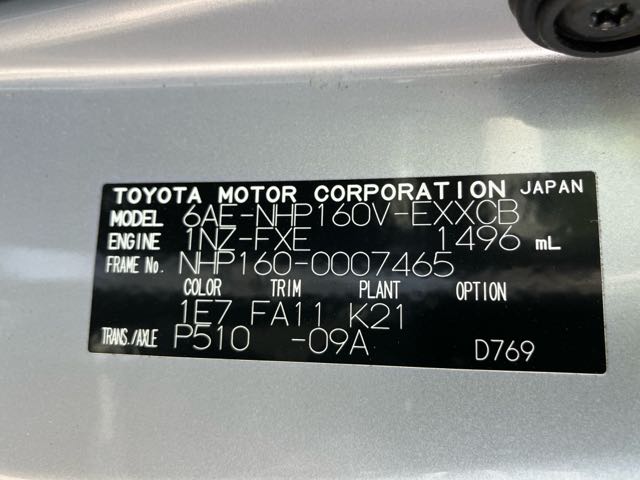 TOYOTA MOTOR CORPORATION JAPAN
MODEL 6AE-NHP160V-EXXCB
ENGINE 1NZ-FXE 1496 mL
FRAME No. NHP160-0007465
COLOR TRIM PLANT OPTION
1E7 FA11 K21
TRANS./AXLE P510 -09A D769